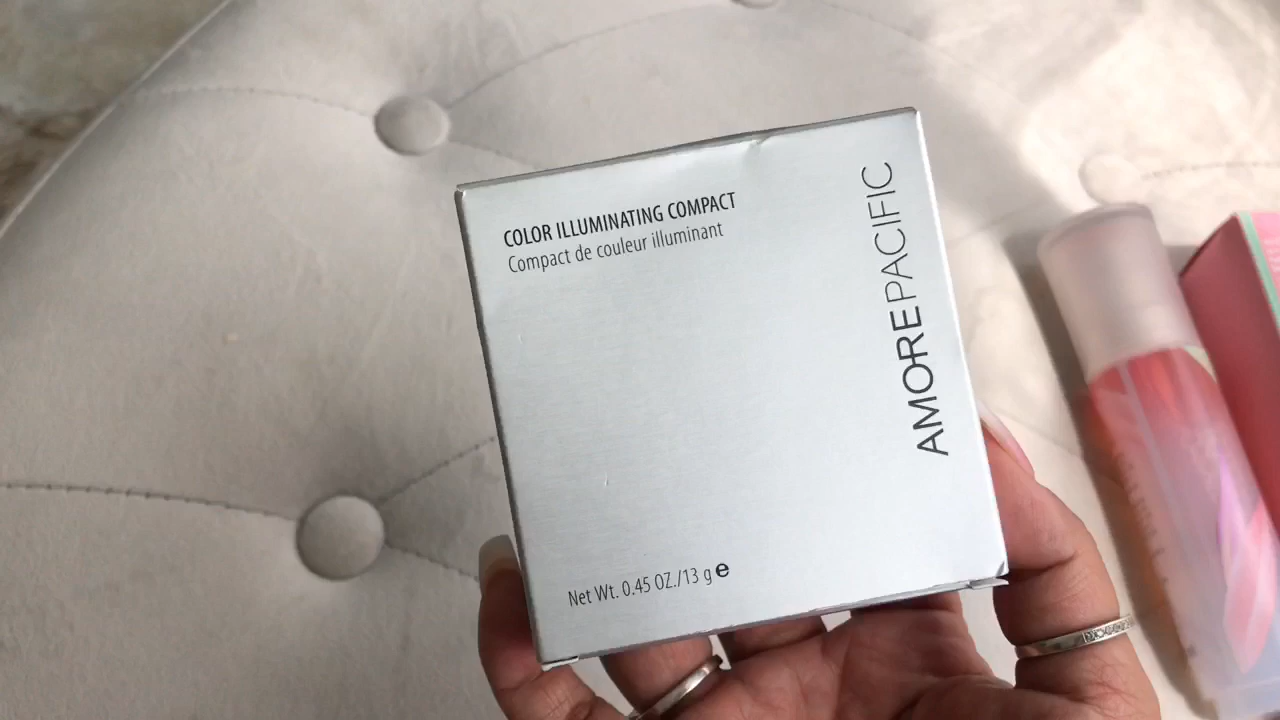 COLOR ILLUMINATING COMPACT
Compact de couleur illuminant
AMOREPACIFIC
Net Wt. 0.45 OZ./13 g ℮